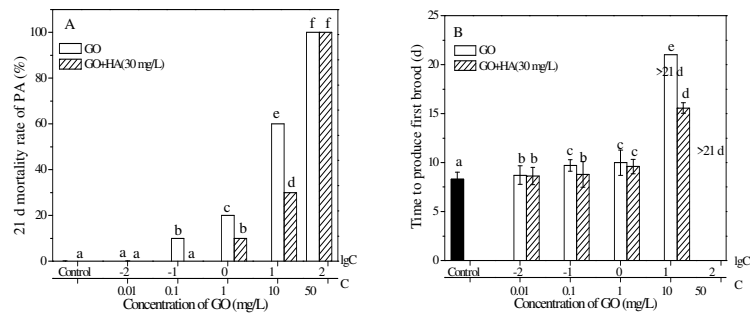 A
GO
GO+HA(30 mg/L)
21 d mortality rate of PA (%)
100
80
60
40
20
0
a
a a
b a
c b
e d
f f
Control -2 -1 0 1 2 lgC
0.01 0.1 1 10 50 C
Concentration of GO (mg/L)
B
GO
GO+HA(30 mg/L)
Time to produce first brood (d)
25
20
15
10
5
0
a
b b
c b
c c
e
>21 d
d
>21 d
Control -2 -1 0 1 2 lgC
0.01 0.1 1 10 50 C
Concentration of GO (mg/L)